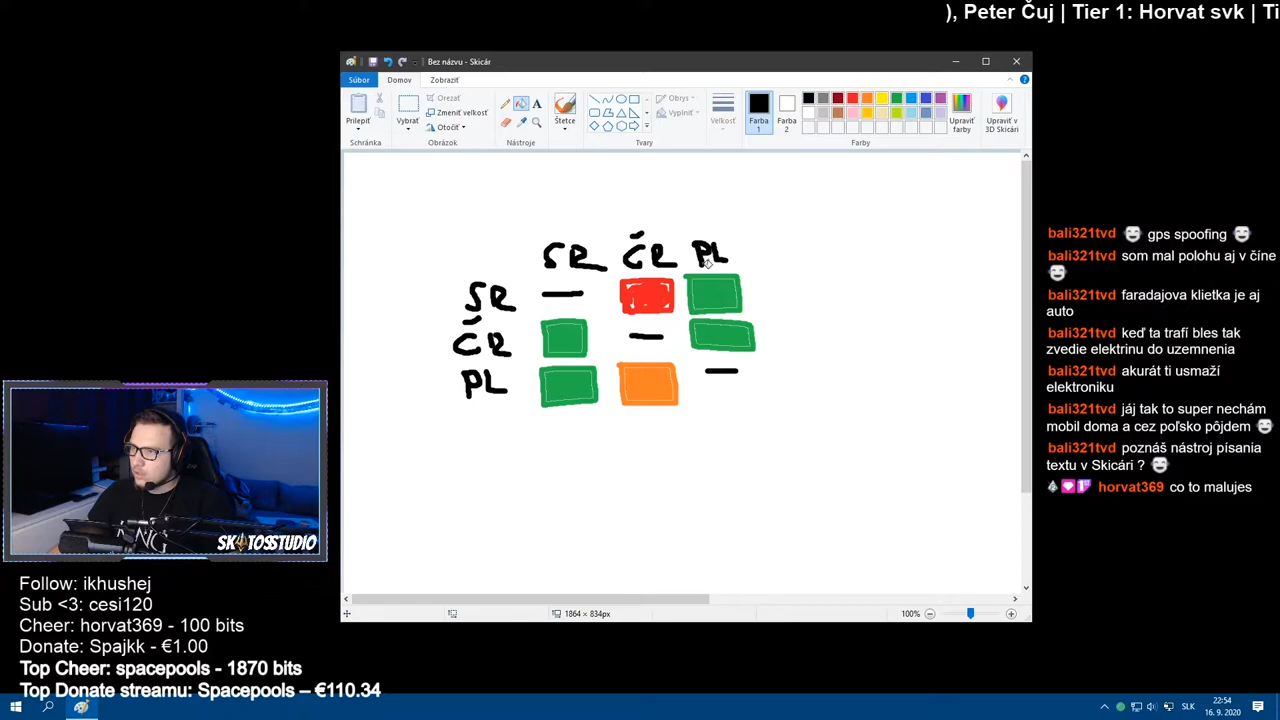 ), Peter Čuj | Tier 1: Horvat svk | Ti
Bez názvu - Skicár
Súbor
Domov
Zobraziť
Prilepiť
Schránka
Vybrať
Orezať
Zmeniť veľkosť
Otočiť
Obrázok
Nástroje
Štetce
Tvary
Obrys
Vyplniť
Veľkosť
Farba 1
Farba 2
Farby
Upraviť farby
Upraviť v 3D Skicári
SR ČR PL
SR
ČR
PL
1864 × 834px
100%
bali321tvd gps spoofing
bali321tvd som mal polohu aj v číne
bali321tvd faradajova klietka je aj
auto
bali321tvd keď ta trafí bles tak
zvedie elektrinu do uzemnenia
bali321tvd akurát ti usmaží
elektroniku
bali321tvd jáj tak to super nechám
mobil doma a cez poľsko pôjdem
bali321tvd poznáš nástroj písania
textu v Skicári ?
horvat369 co to malujes
SK TOSSTUDIO
Follow: ikhushej
Sub <3: cesi120
Cheer: horvat369 - 100 bits
Donate: Spajkk - €1.00
Top Cheer: spacepools - 1870 bits
Top Donate streamu: Spacepools – €110.34
SLK
22:54
16. 9. 2020